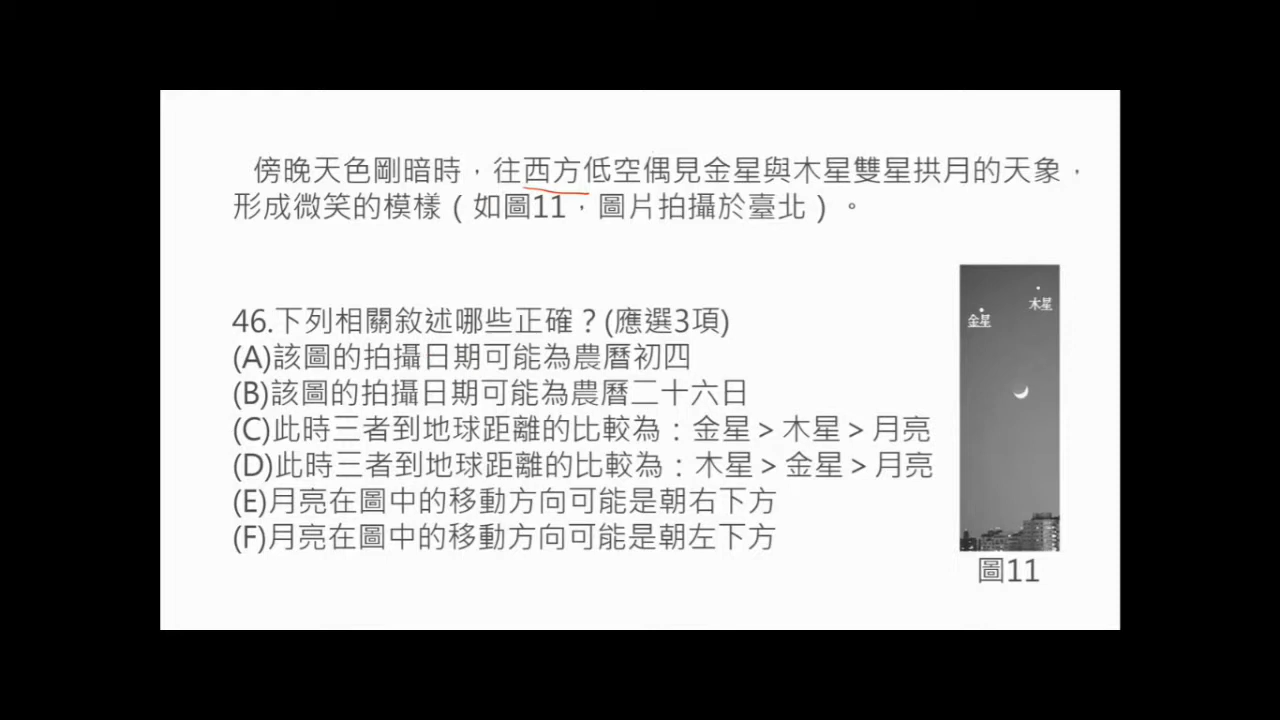 傍晚天色剛暗時，往西方低空偶見金星與木星雙星拱月的天象，
形成微笑的模樣（如圖11，圖片拍攝於臺北）。
46.下列相關敘述哪些正確？(應選3項)
(A)該圖的拍攝日期可能為農曆初四
(B)該圖的拍攝日期可能為農曆二十六日
(C)此時三者到地球距離的比較為：金星＞木星＞月亮
(D)此時三者到地球距離的比較為：木星＞金星＞月亮
(E)月亮在圖中的移動方向可能是朝右下方
(F)月亮在圖中的移動方向可能是朝左下方
木星
金星
圖11